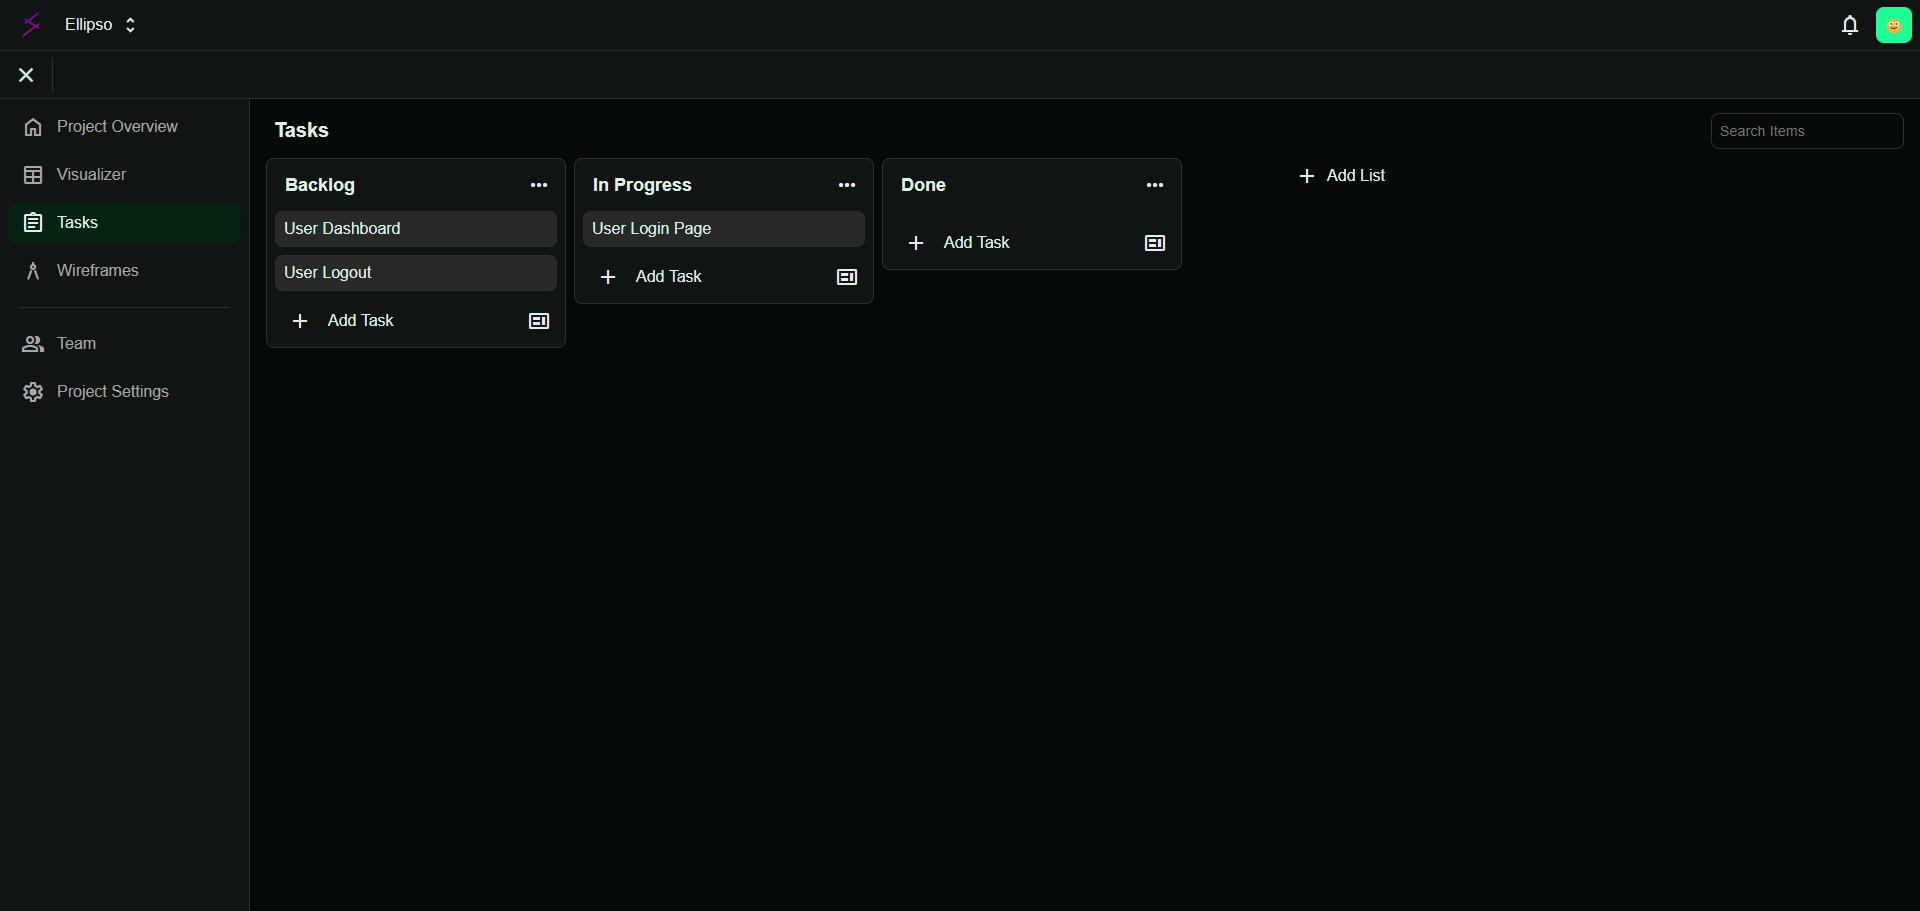 Ellipso
Project Overview
Visualizer
Tasks
Wireframes
Team
Project Settings
Tasks
Search Items
Backlog
User Dashboard
User Logout
Add Task
In Progress
User Login Page
Add Task
Done
Add Task
Add List